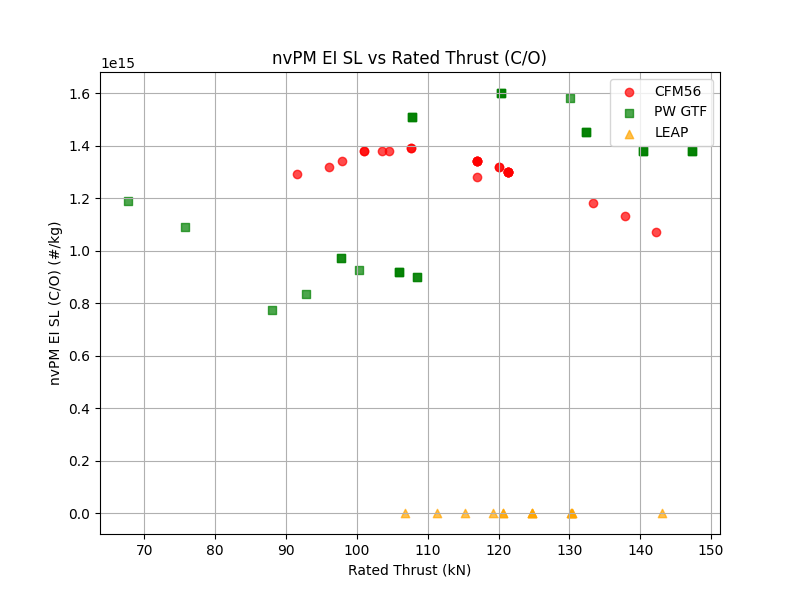 nvPM EI SL vs Rated Thrust (C/O)
1e15
CFM56
PW GTF
LEAP
1.6
1.4
1.2
1.0
0.8
0.6
0.4
0.2
0.0
nvPM EI SL (C/O) (#/kg)
70 80 90 100 110 120 130 140 150
Rated Thrust (kN)